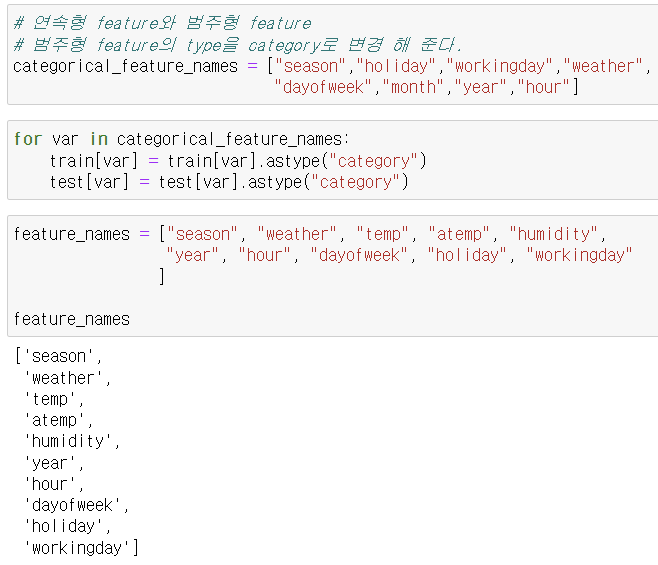 # 연속형 feature와 범주형 feature
# 범주형 feature의 type을 category로 변경 해 준다.
categorical_feature_names = ["season","holiday","workingday","weather",
"dayofweek","month","year","hour"]
for var in categorical_feature_names:
train[var] = train[var].astype("category")
test[var] = test[var].astype("category")
feature_names = ["season", "weather", "temp", "atemp", "humidity",
"year", "hour", "dayofweek", "holiday", "workingday"
]
feature_names
['season',
'weather',
'temp',
'atemp',
'humidity',
'year',
'hour',
'dayofweek',
'holiday',
'workingday']